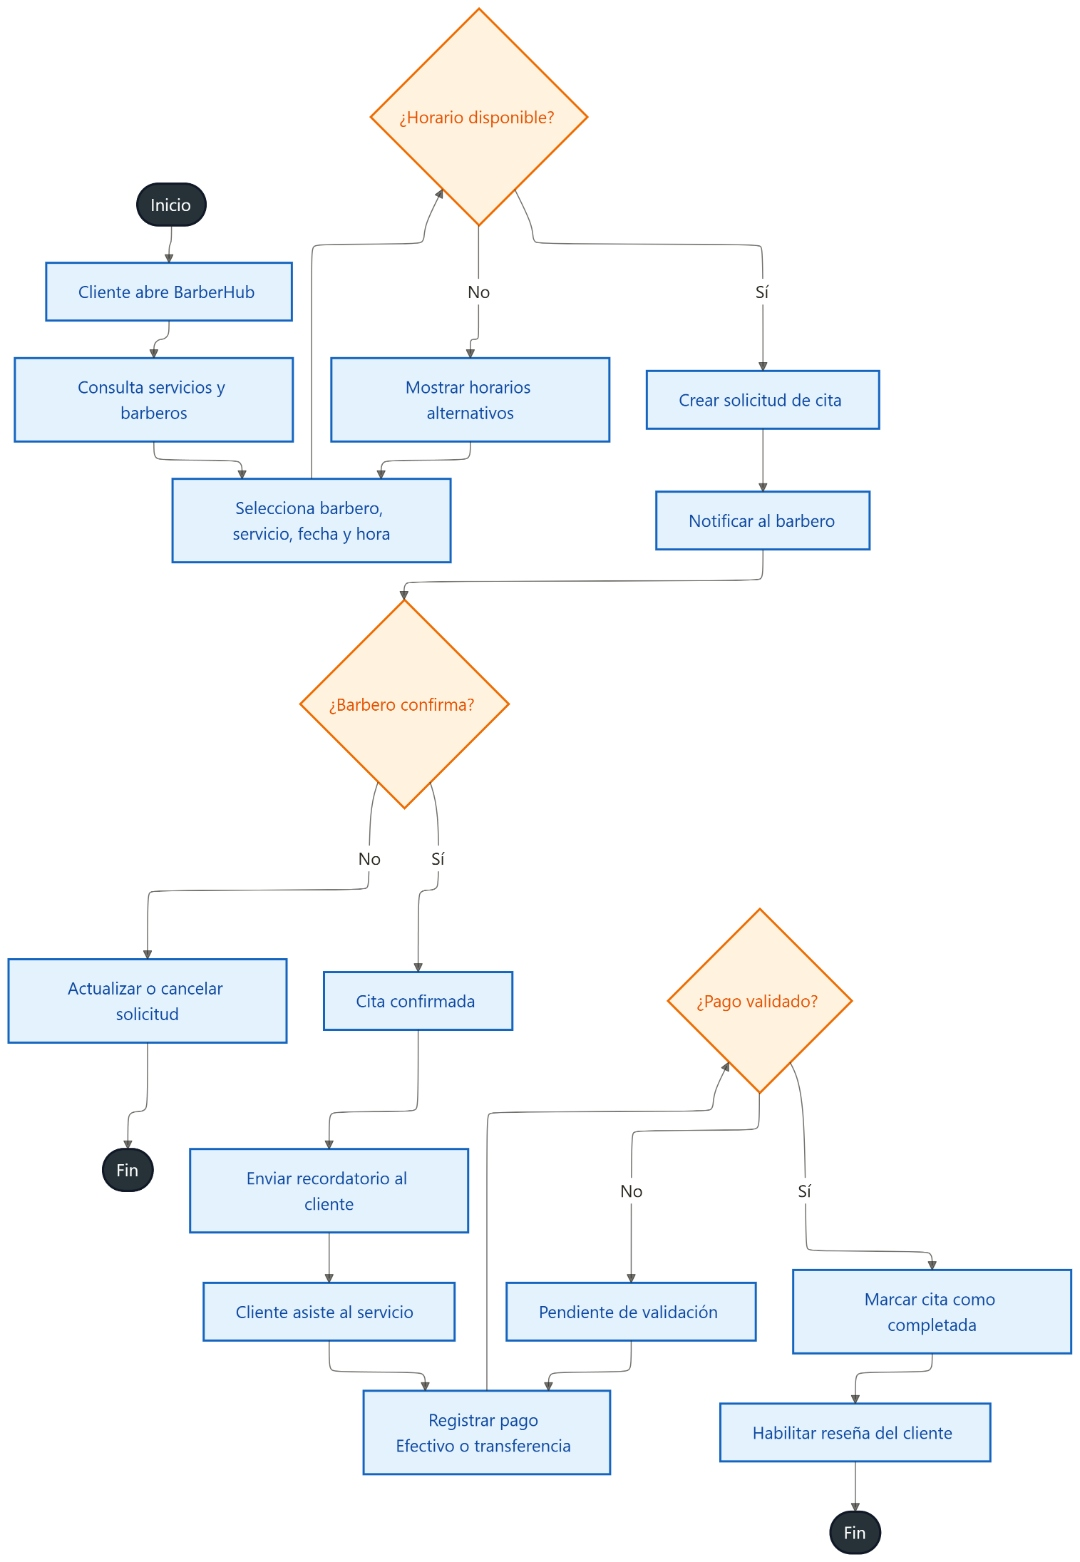 ¿Horario disponible?
Inicio
Cliente abre BarberHub
No
Sí
Consulta servicios y
barberos
Mostrar horarios
alternativos
Crear solicitud de cita
Selecciona barbero,
servicio, fecha y hora
Notificar al barbero
¿Barbero confirma?
No
Sí
Actualizar o cancelar
solicitud
Cita confirmada
¿Pago validado?
Fin
Enviar recordatorio al
cliente
No
Sí
Cliente asiste al servicio
Pendiente de validación
Marcar cita como
completada
Registrar pago
Efectivo o transferencia
Habilitar reseña del cliente
Fin